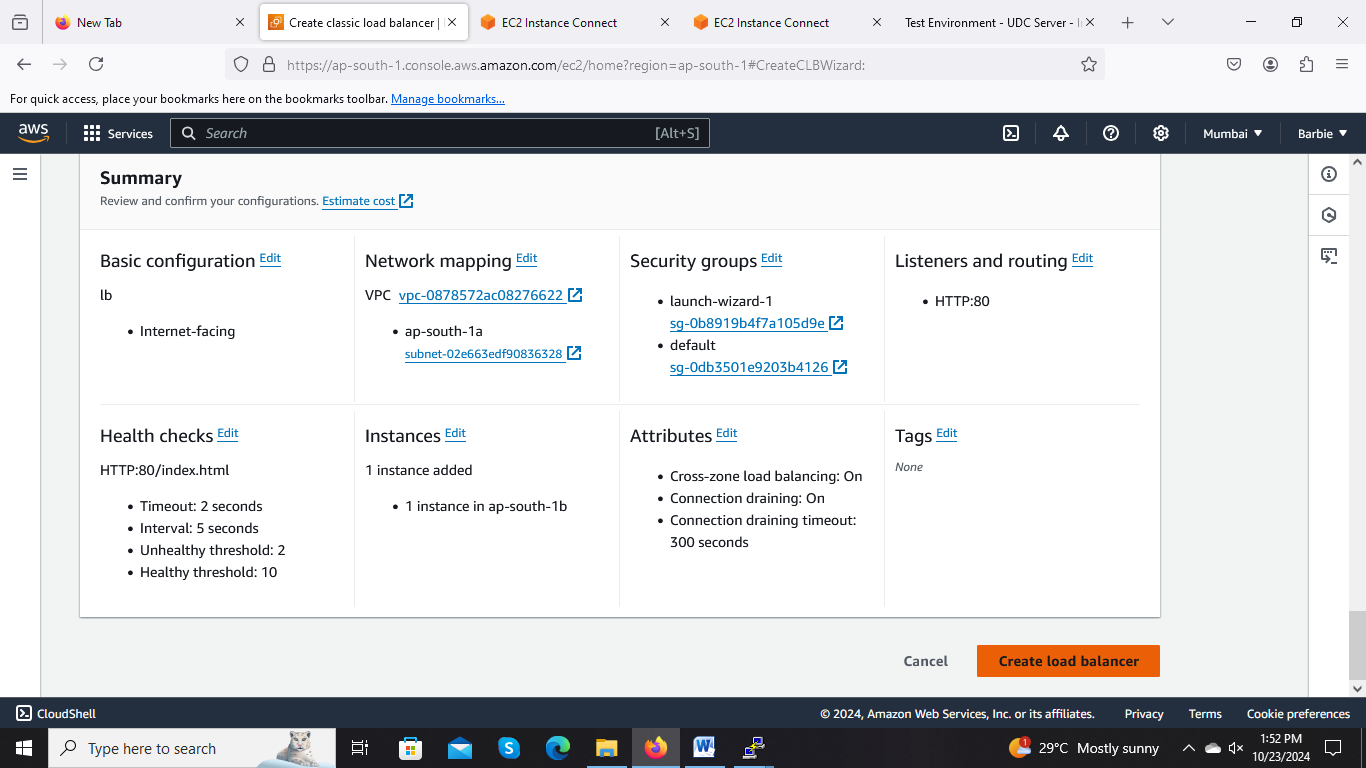 New Tab
Create classic load balancer |
EC2 Instance Connect
EC2 Instance Connect
Test Environment - UDC Server - I
https://ap-south-1.console.aws.amazon.com/ec2/home?region=ap-south-1#CreateCLBWizard:
For quick access, place your bookmarks here on the bookmarks toolbar. Manage bookmarks...
aws
Services
Search
[Alt+S]
Mumbai
Barbie
Summary
Review and confirm your configurations. Estimate cost
Basic configuration Edit
lb
• Internet-facing
Network mapping Edit
VPC vpc-0878572ac08276622
• ap-south-1a
subnet-02e663edf90836328
Security groups Edit
• launch-wizard-1
sg-0b8919b4f7a105d9e
• default
sg-0db3501e9203b4126
Listeners and routing Edit
• HTTP:80
Health checks Edit
HTTP:80/index.html
• Timeout: 2 seconds
• Interval: 5 seconds
• Unhealthy threshold: 2
• Healthy threshold: 10
Instances Edit
1 instance added
• 1 instance in ap-south-1b
Attributes Edit
• Cross-zone load balancing: On
• Connection draining: On
• Connection draining timeout:
300 seconds
Tags Edit
None
Cancel
Create load balancer
CloudShell
© 2024, Amazon Web Services, Inc. or its affiliates.
Privacy
Terms
Cookie preferences
Type here to search
1
29°C Mostly sunny
1:52 PM
10/23/2024